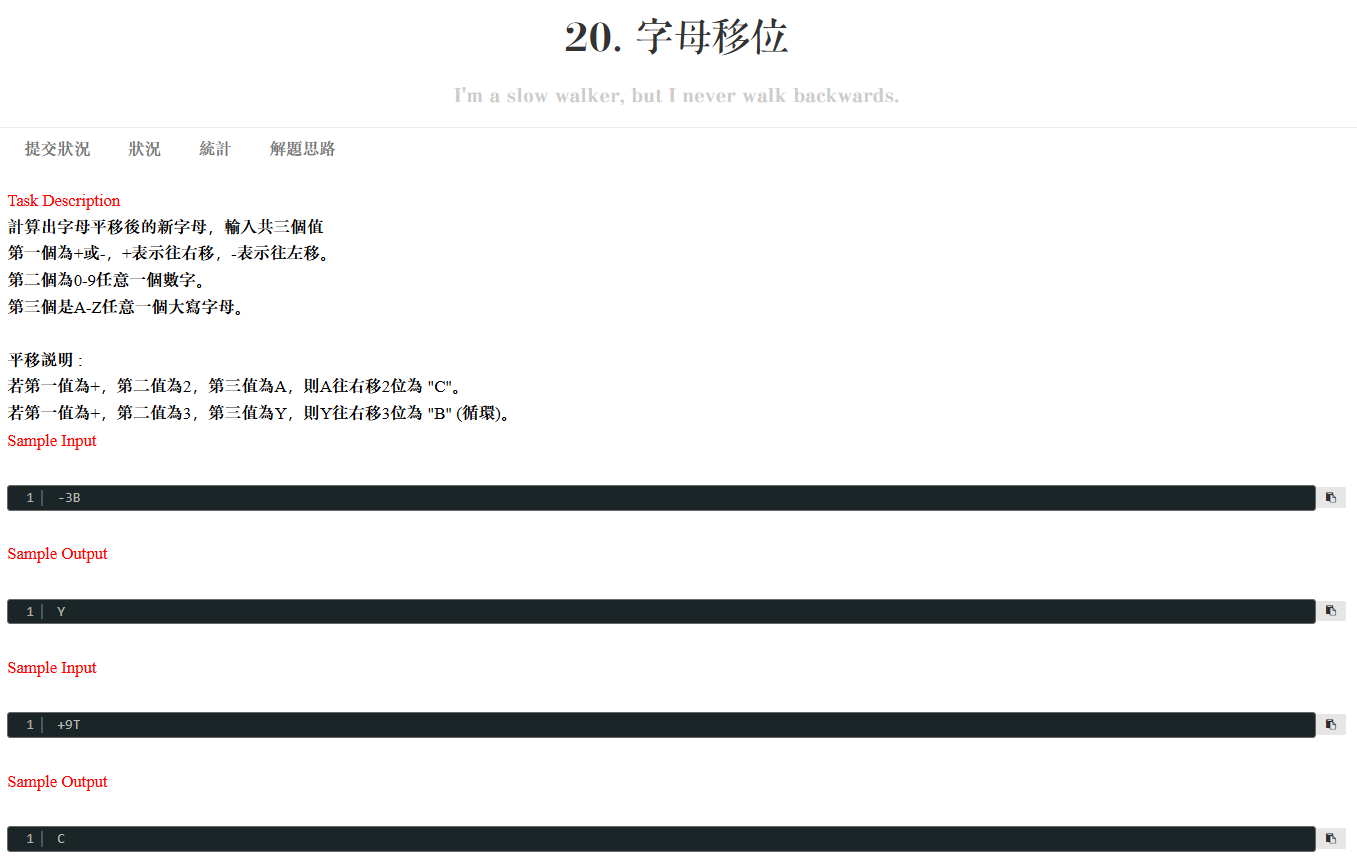 20. 字母移位
I'm a slow walker, but I never walk backwards.
提交狀況 狀況 統計 解題思路
Task Description
計算出字母平移後的新字母，輸入共三個值
第一個為+或-，+表示往右移，-表示往左移。
第二個為0-9任意一個數字。
第三個是A-Z任意一個大寫字母。
平移說明 :
若第一值為+，第二值為2，第三值為A，則A往右移2位為 "C"。
若第一值為+，第二值為3，第三值為Y，則Y往右移3位為 "B" (循環)。
Sample Input
1 -3B
Sample Output
1 Y
Sample Input
1 +9T
Sample Output
1 C